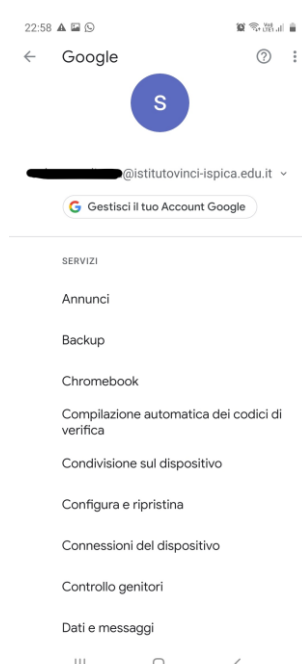 22:58
Google
S
@istitutovinci-ispica.edu.it
Gestisci il tuo Account Google
SERVIZI
Annunci
Backup
Chromebook
Compilazione automatica dei codici di
verifica
Condivisione sul dispositivo
Configura e ripristina
Connessioni del dispositivo
Controllo genitori
Dati e messaggi